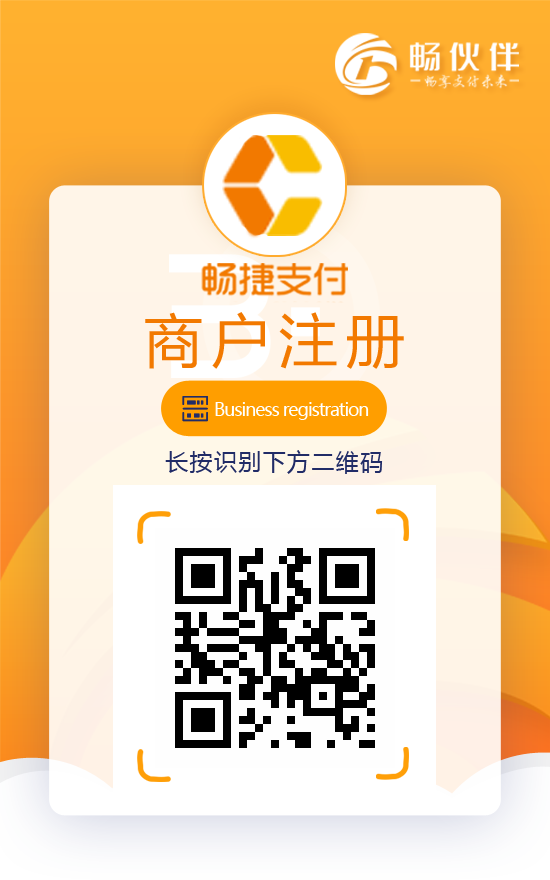 畅伙伴
畅享支付未来
畅捷支付
商户注册
Business registration
长按识别下方二维码